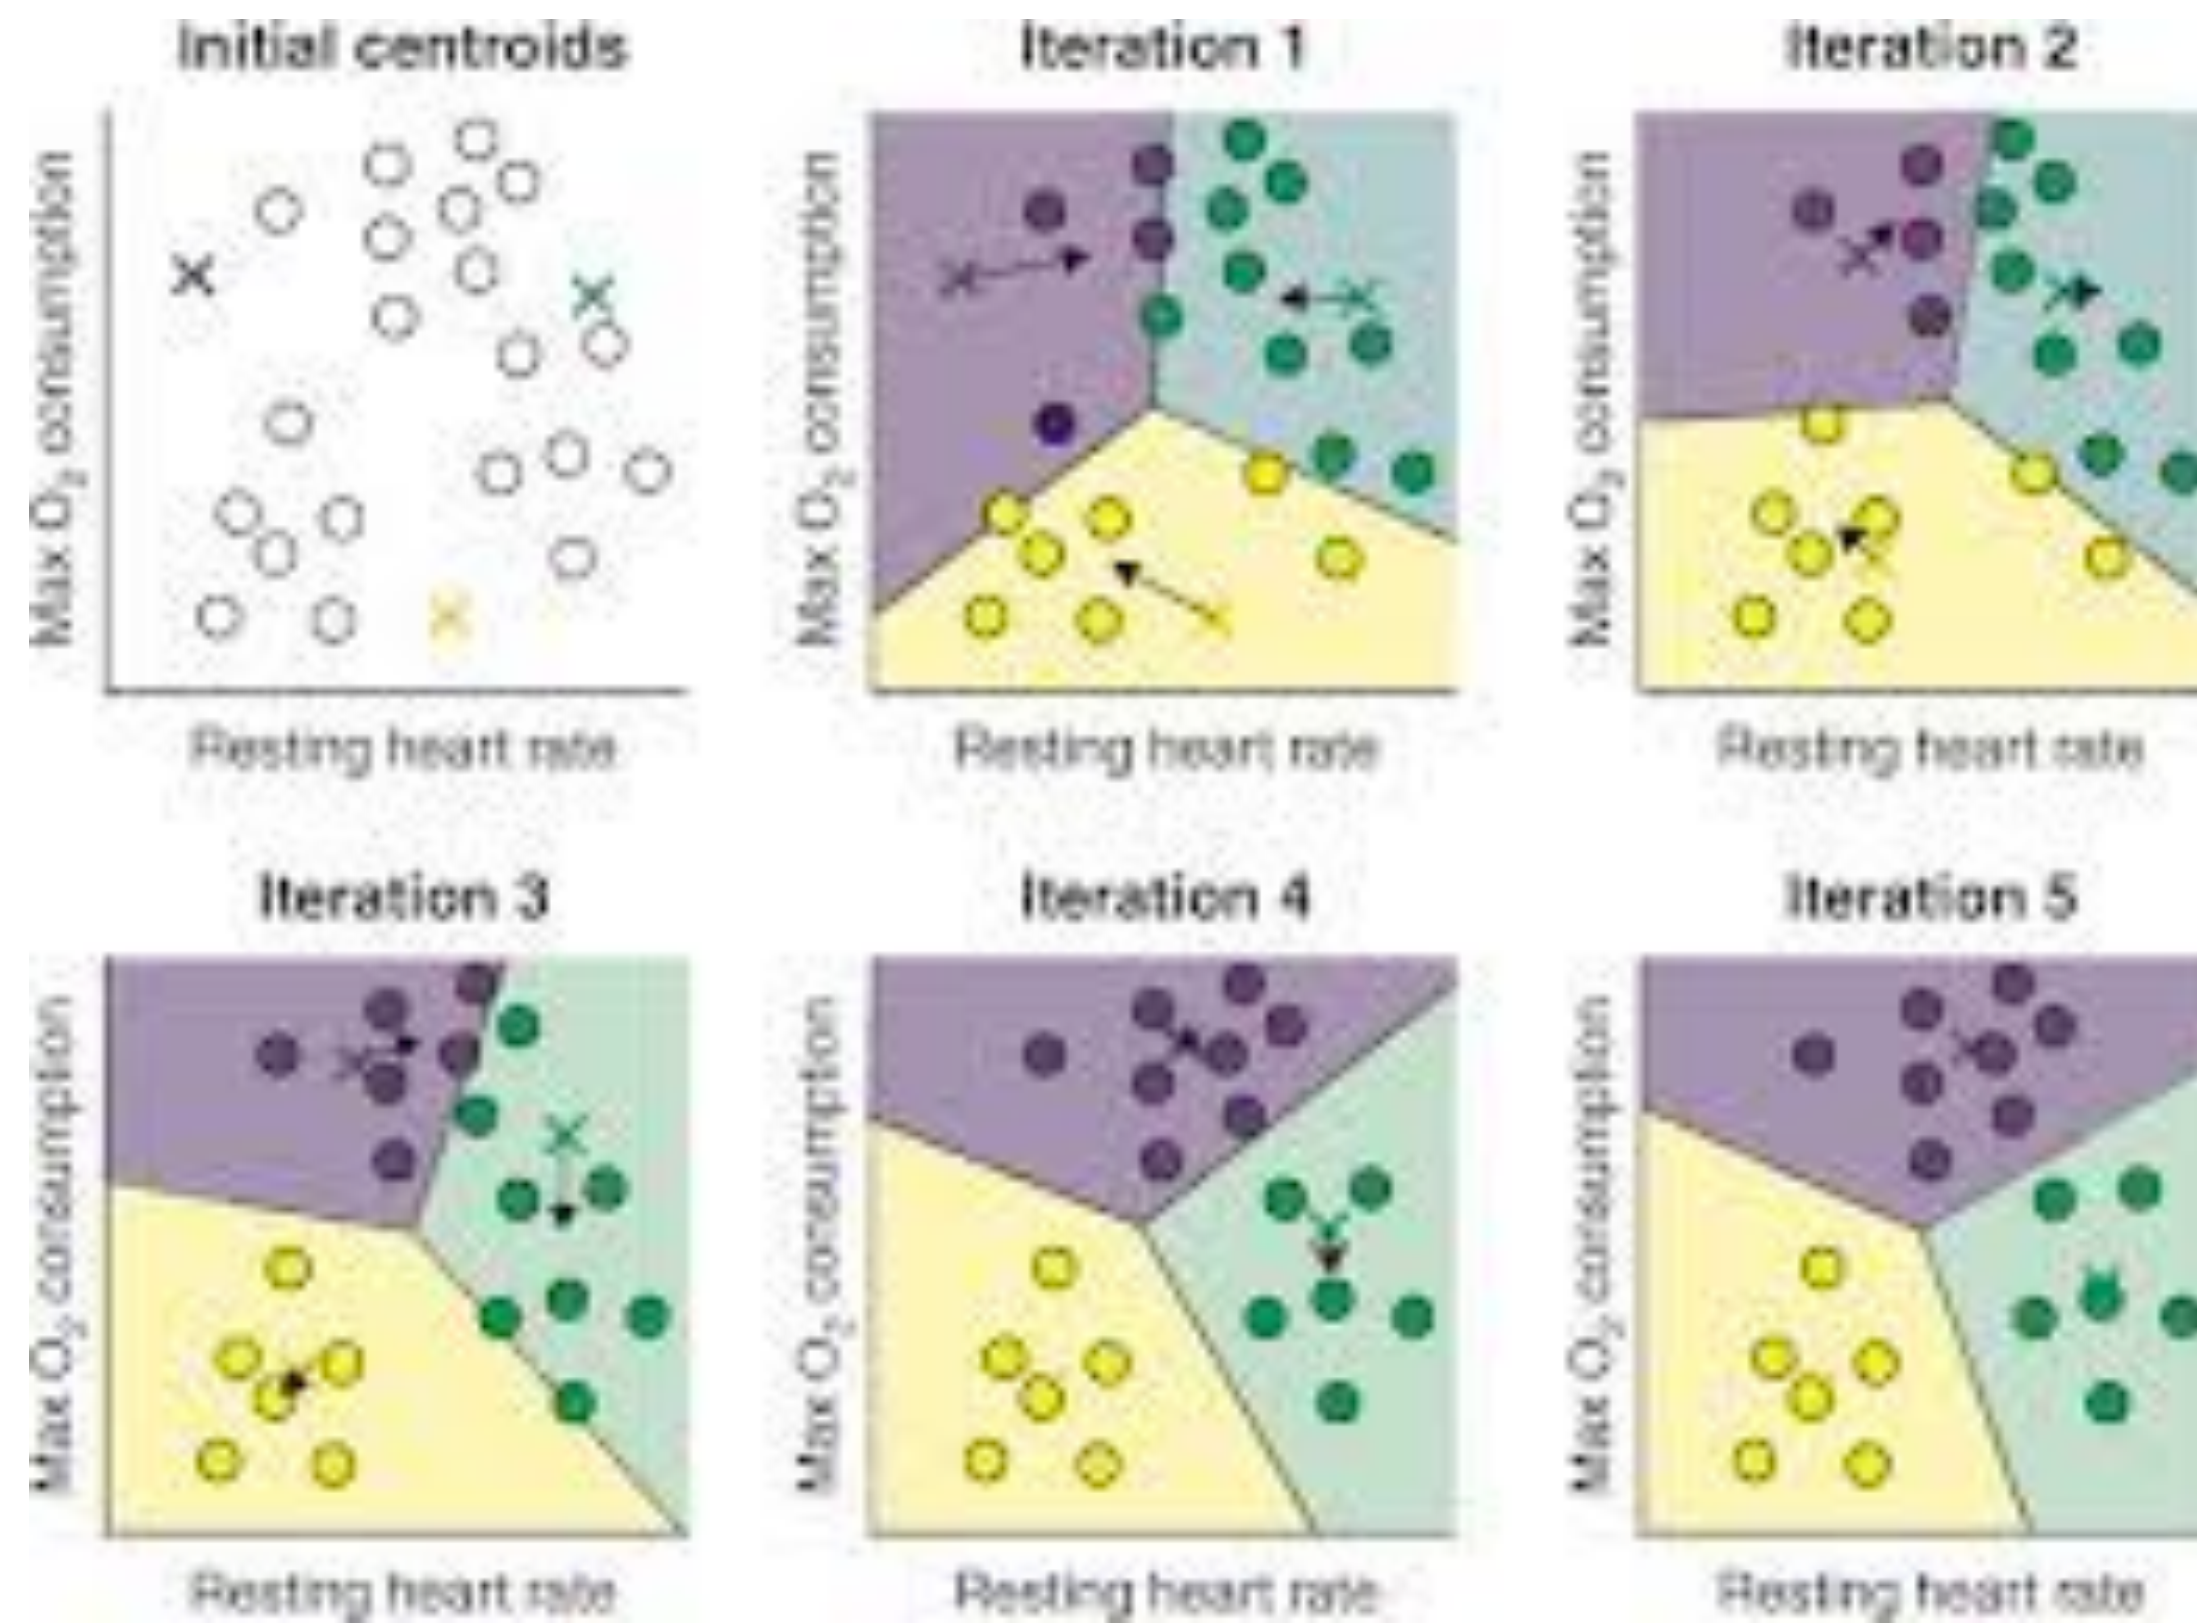 Initial centroids
Max O₂ consumption
Resting heart rate
Iteration 1
Max O₂ consumption
Resting heart rate
Iteration 2
Max O₂ consumption
Resting heart rate
Iteration 3
Max O₂ consumption
Resting heart rate
Iteration 4
Max O₂ consumption
Resting heart rate
Iteration 5
Max O₂ consumption
Resting heart rate